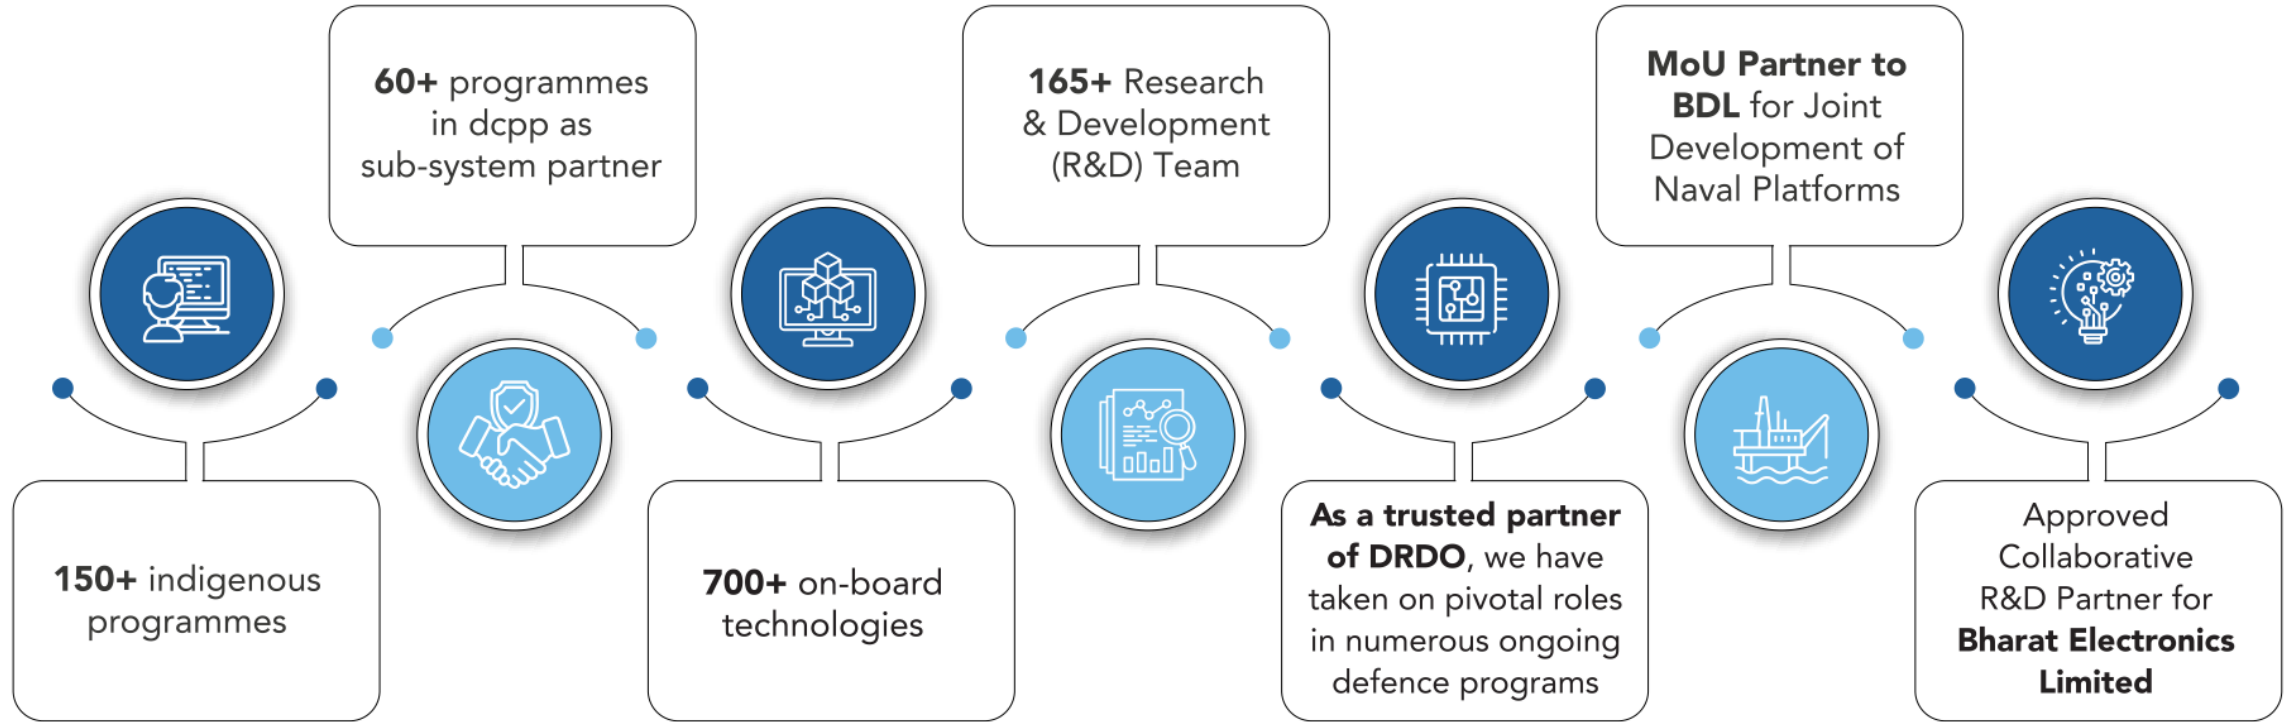 150+ indigenous
programmes
60+ programmes
in dcpp as
sub-system partner
700+ on-board
technologies
165+ Research
& Development
(R&D) Team
As a trusted partner
of DRDO, we have
taken on pivotal roles
in numerous ongoing
defence programs
MoU Partner to
BDL for Joint
Development of
Naval Platforms
Approved
Collaborative
R&D Partner for
Bharat Electronics
Limited